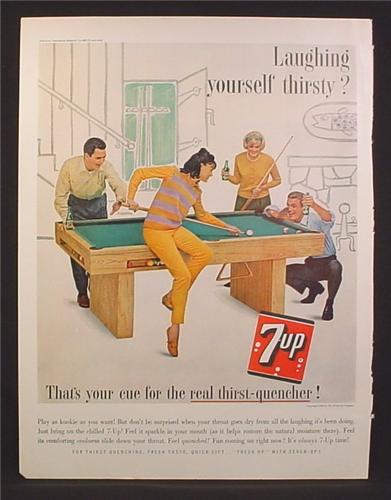 Laughing
yourself thirsty?
7up
That's your cue for the real thirst-quencher!
Play as kookie as you want! But don't be surprised when your throat goes dry from all the laughing it's been doing.
Just bring on the chilled 7-Up! Feel it sparkle in your mouth (as it helps restore the natural moisture there). Feel
its comforting coolness slide down your throat. Feel quenched! Fun coming on right now? It's always 7-Up time!
FOR THIRST QUENCHING, FRESH TASTE, QUICK LIFT... "FRESH UP" WITH SEVEN-UP!